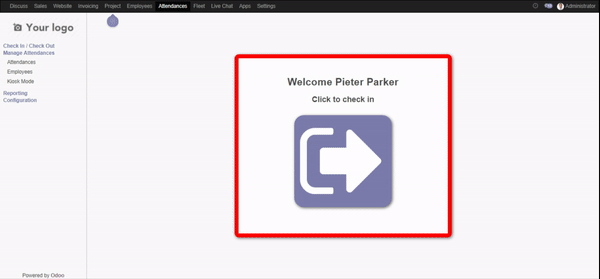 Discuss Sales Website Invoicing Project Employees Attendances Fleet Live Chat Apps Settings Administrator
Your logo
Check In / Check Out
Manage Attendances
Attendances
Employees
Kiosk Mode
Reporting
Configuration
Welcome Pieter Parker
Click to check in
Powered by Odoo